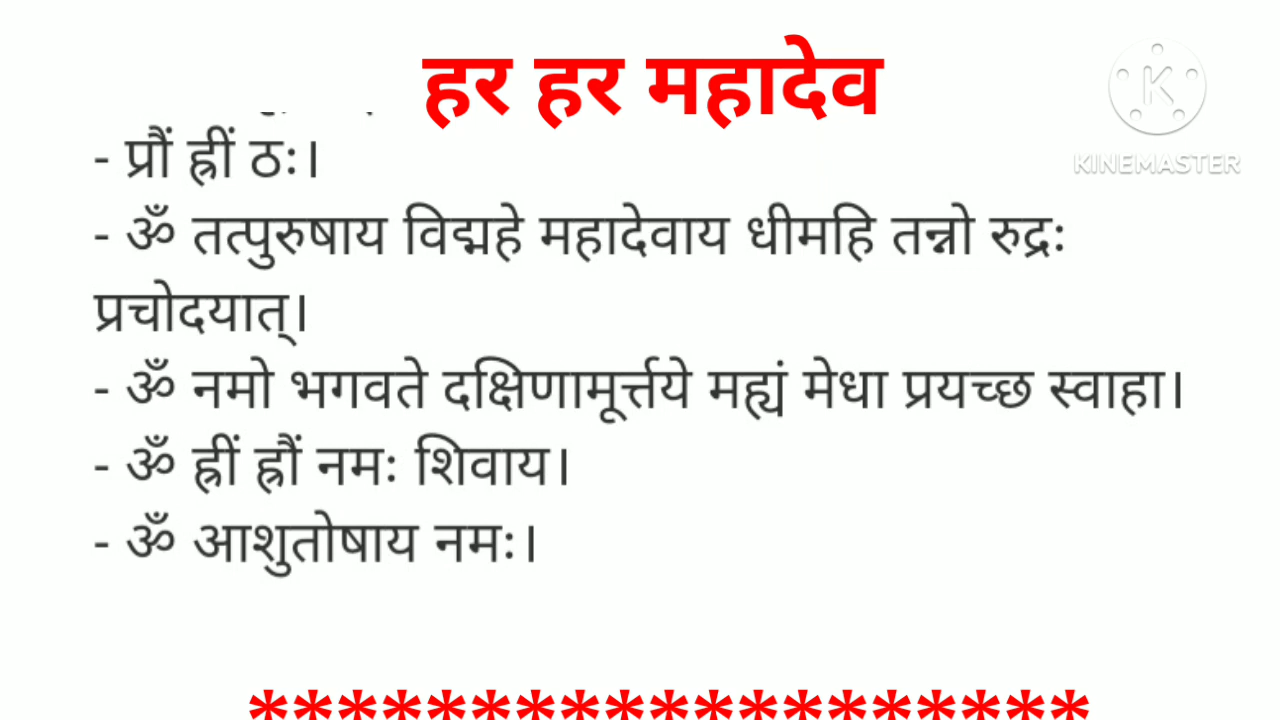 हर हर महादेव
KINEMASTER
- प्रौं ह्रीं ठः।
- ॐ तत्पुरुषाय विद्महे महादेवाय धीमहि तन्नो रुद्रः
प्रचोदयात्।
- ॐ नमो भगवते दक्षिणामूर्त्तये मह्यं मेधा प्रयच्छ स्वाहा।
- ॐ ह्रीं ह्रौं नमः शिवाय।
- ॐ आशुतोषाय नमः।
*******************